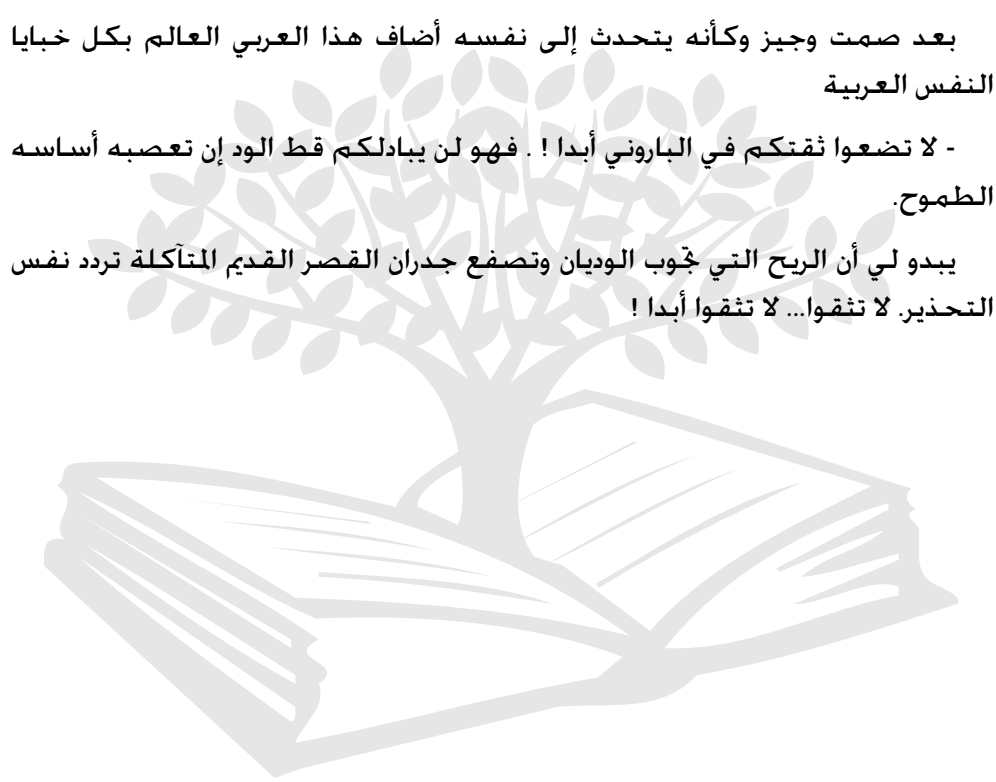 بعد صمت وجيز وكأنه يتحدث إلى نفسه أضاف هذا العربي العالم بكل خبايا
النفس العربية
- لا تضعوا ثقتكم في الباروني أبدا ! . فهو لن يبادلكم قط الود إن تعصبه أساسه
الطموح.
يبدو لي أن الريح التي تجوب الوديان وتصفع جدران القصر القديم المتآكلة تردد نفس
التحذير. لا تثقوا... لا تثقوا أبدا !